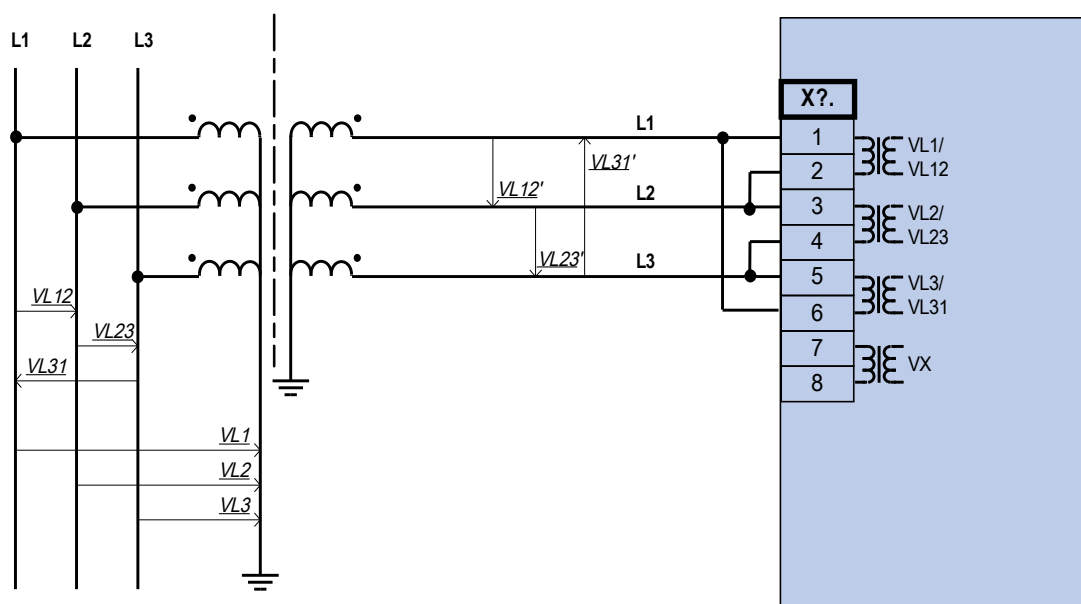 L1 L2 L3
X?.
L1
1
VL1/
VL12
VL31'
2
VL12'
L2
3
VL2/
VL23
4
VL23'
L3
5
VL3/
VL31
VL12
6
VL23
7
VX
VL31
8
VL1
VL2
VL3